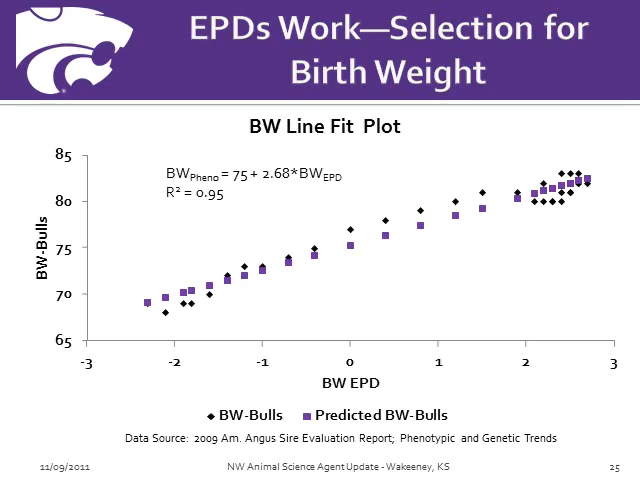 EPDs Work—Selection for
Birth Weight
BW Line Fit Plot
BWPheno = 75 + 2.68*BWEPD
R² = 0.95
85
80
75
70
65
BW-Bulls
-3 -2 -1 0 1 2 3
BW EPD
BW-Bulls Predicted BW-Bulls
Data Source: 2009 Am. Angus Sire Evaluation Report; Phenotypic and Genetic Trends
11/09/2011 NW Animal Science Agent Update - Wakeeney, KS 25